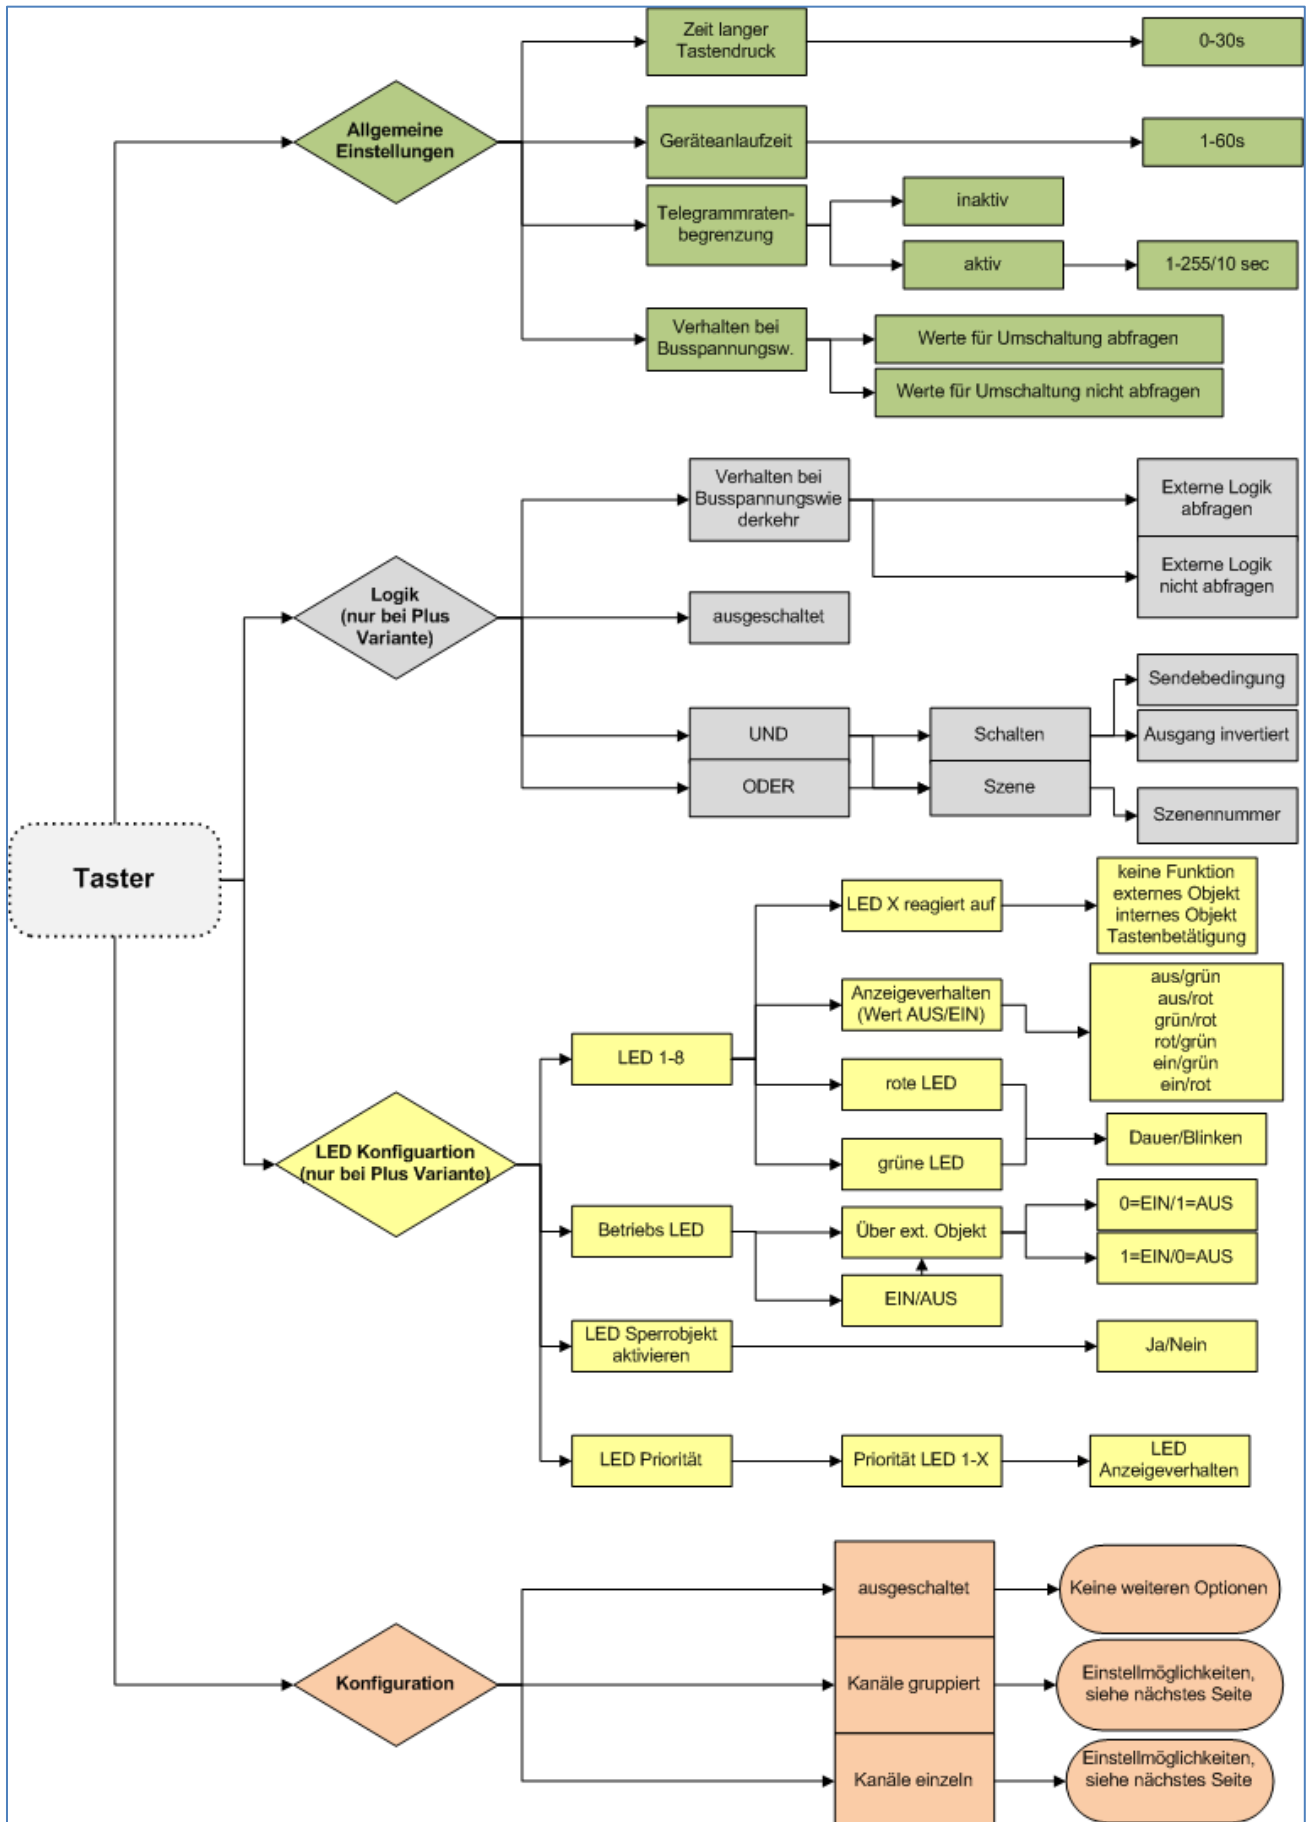 Zeit langer
Tastendruck
0-30s
Allgemeine
Einstellungen
Geräteanlaufzeit
1-60s
Telegrammraten-
begrenzung
inaktiv
aktiv
1-255/10 sec
Verhalten bei
Busspannungsw.
Werte für Umschaltung abfragen
Werte für Umschaltung nicht abfragen
Verhalten bei
Busspannungswie
derkehr
Externe Logik
abfragen
Externe Logik
nicht abfragen
Logik
(nur bei Plus
Variante)
ausgeschaltet
Sendebedingung
UND
Schalten
Ausgang invertiert
ODER
Szene
Szenennummer
Taster
LED X reagiert auf
keine Funktion
externes Objekt
internes Objekt
Tastenbetätigung
Anzeigeverhalten
(Wert AUS/EIN)
aus/grün
aus/rot
grün/rot
rot/grün
ein/grün
ein/rot
LED 1-8
rote LED
grüne LED
Dauer/Blinken
LED Konfiguartion
(nur bei Plus Variante)
Betriebs LED
Über ext. Objekt
0=EIN/1=AUS
1=EIN/0=AUS
EIN/AUS
LED Sperrobjekt
aktivieren
Ja/Nein
LED Priorität
Priorität LED 1-X
LED
Anzeigeverhalten
ausgeschaltet
Keine weiteren Optionen
Konfiguration
Kanäle gruppiert
Einstellmöglichkeiten,
siehe nächstes Seite
Kanäle einzeln
Einstellmöglichkeiten,
siehe nächstes Seite